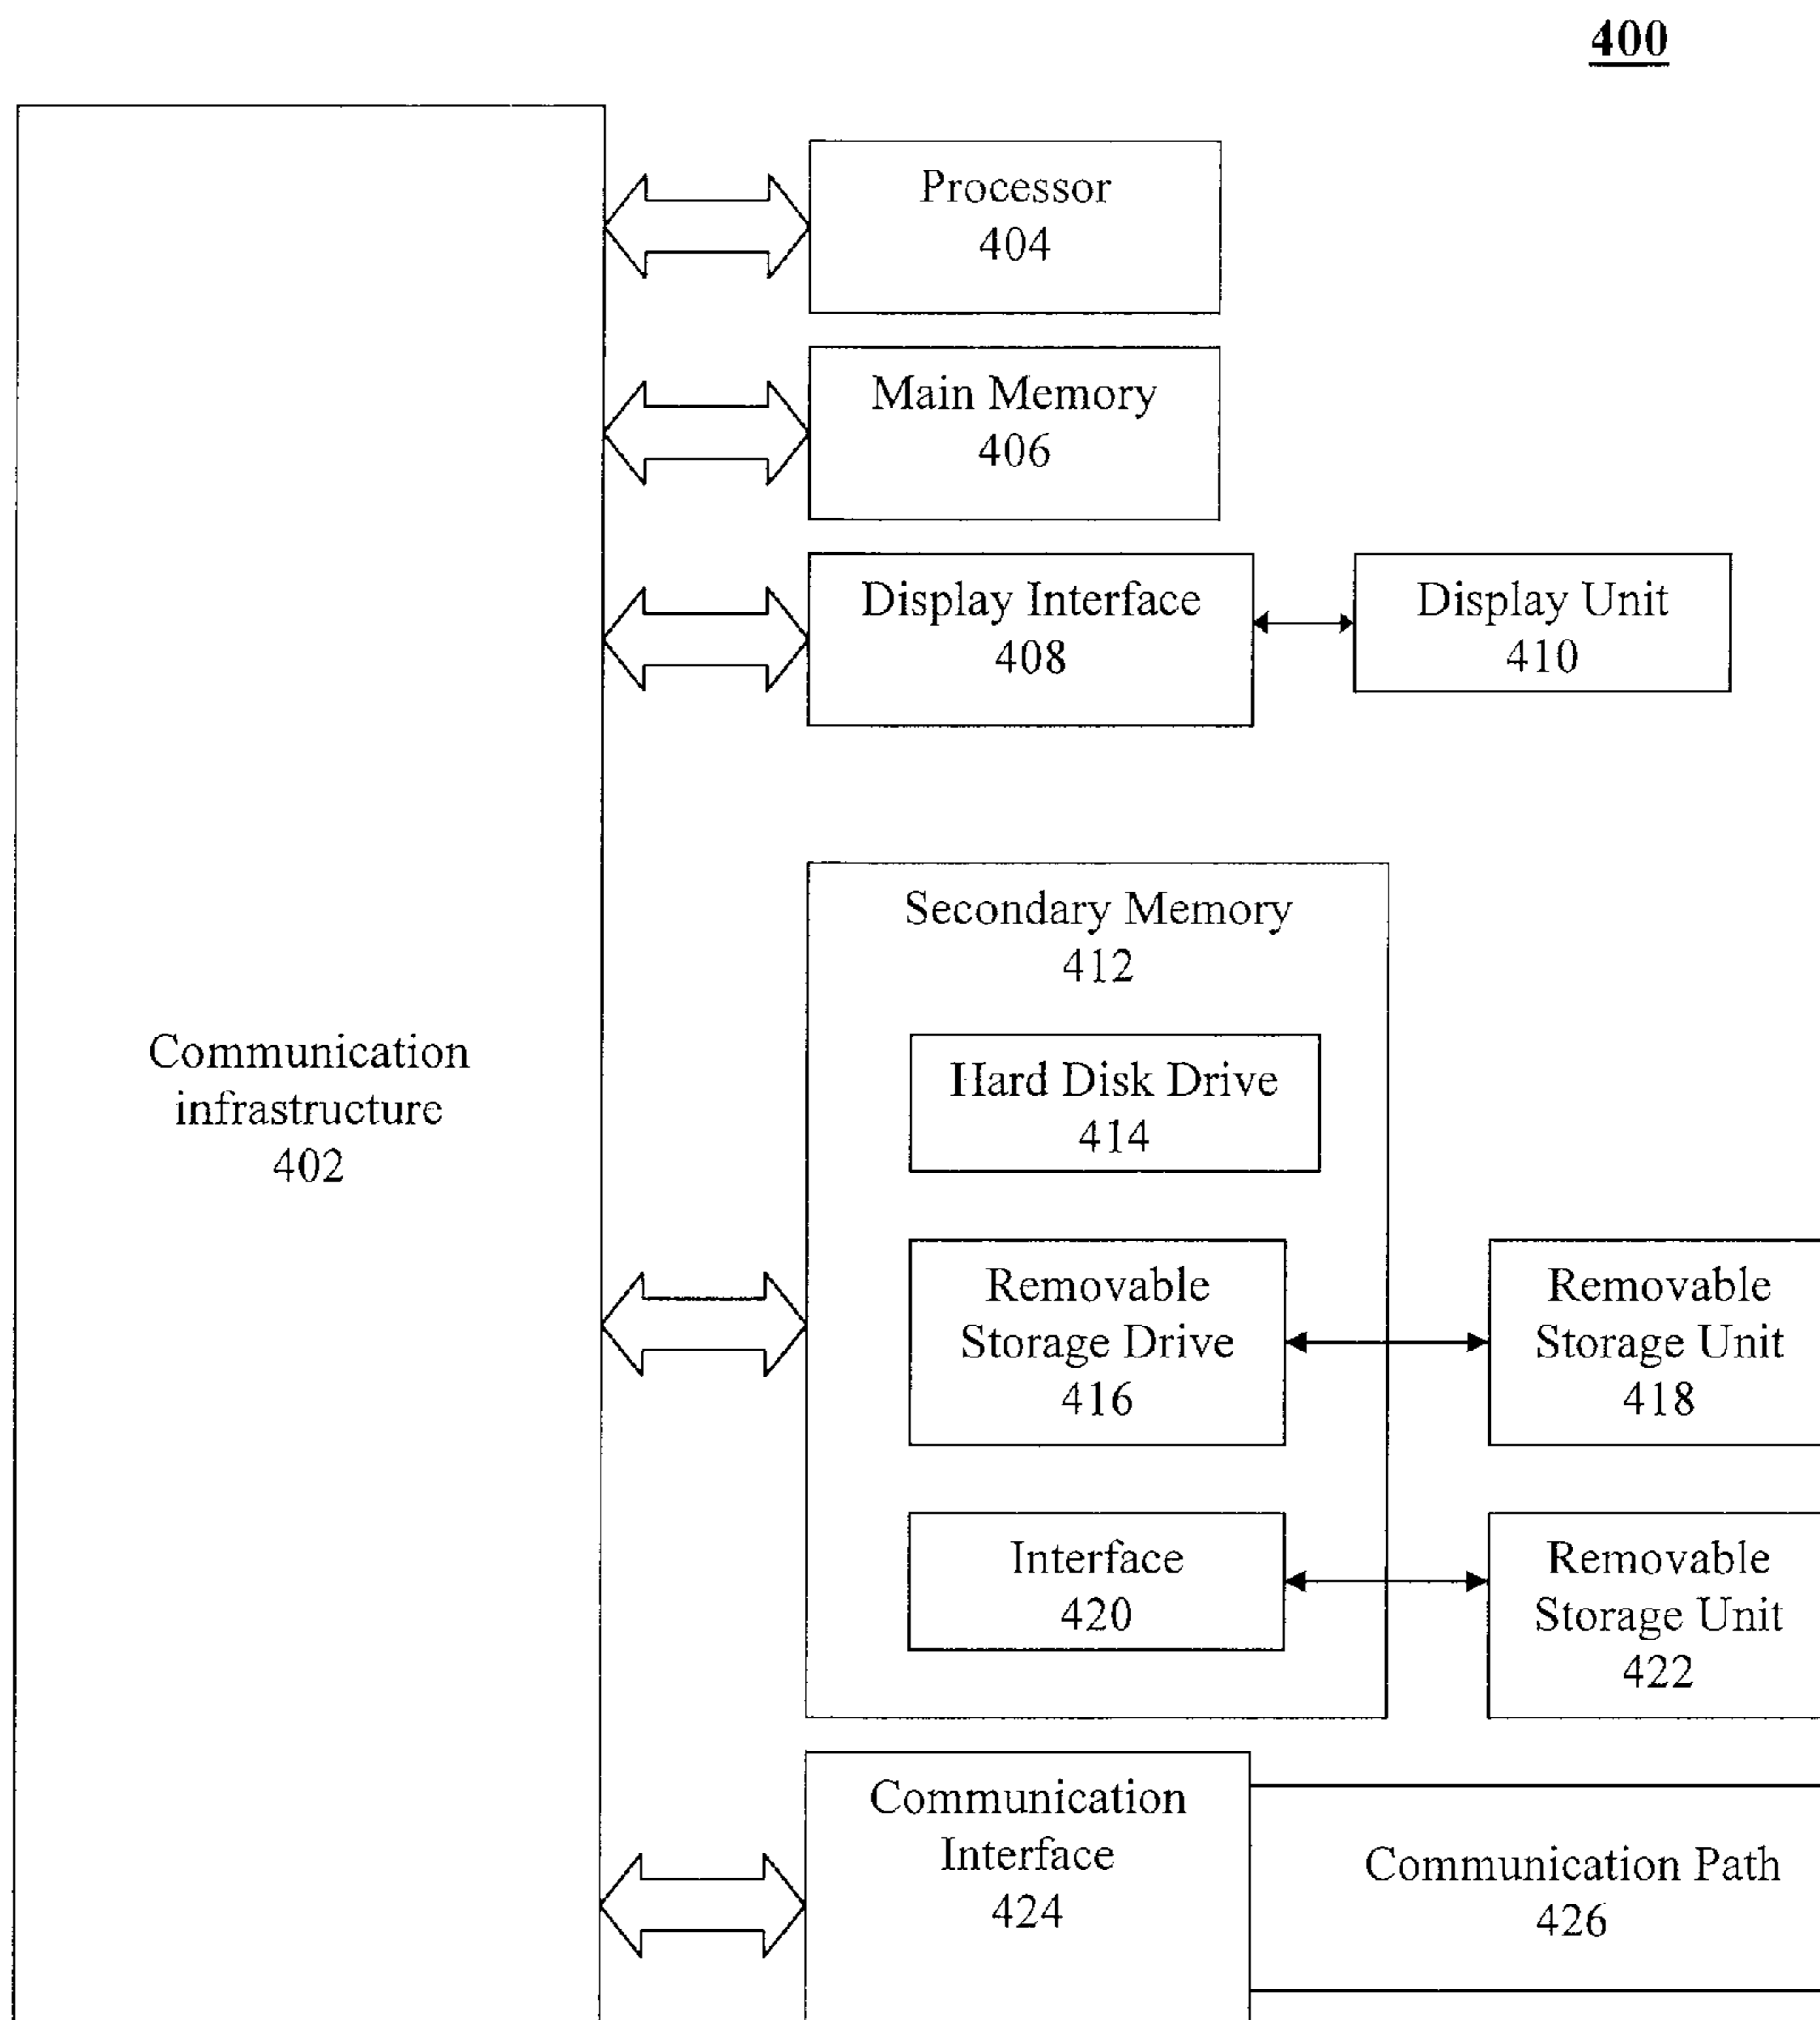 400
Processor
404
Main Memory
406
Display Interface
408
Display Unit
410
Secondary Memory
412
Communication
infrastructure
402
Hard Disk Drive
414
Removable
Storage Drive
416
Removable
Storage Unit
418
Interface
420
Removable
Storage Unit
422
Communication
Interface
424
Communication Path
426